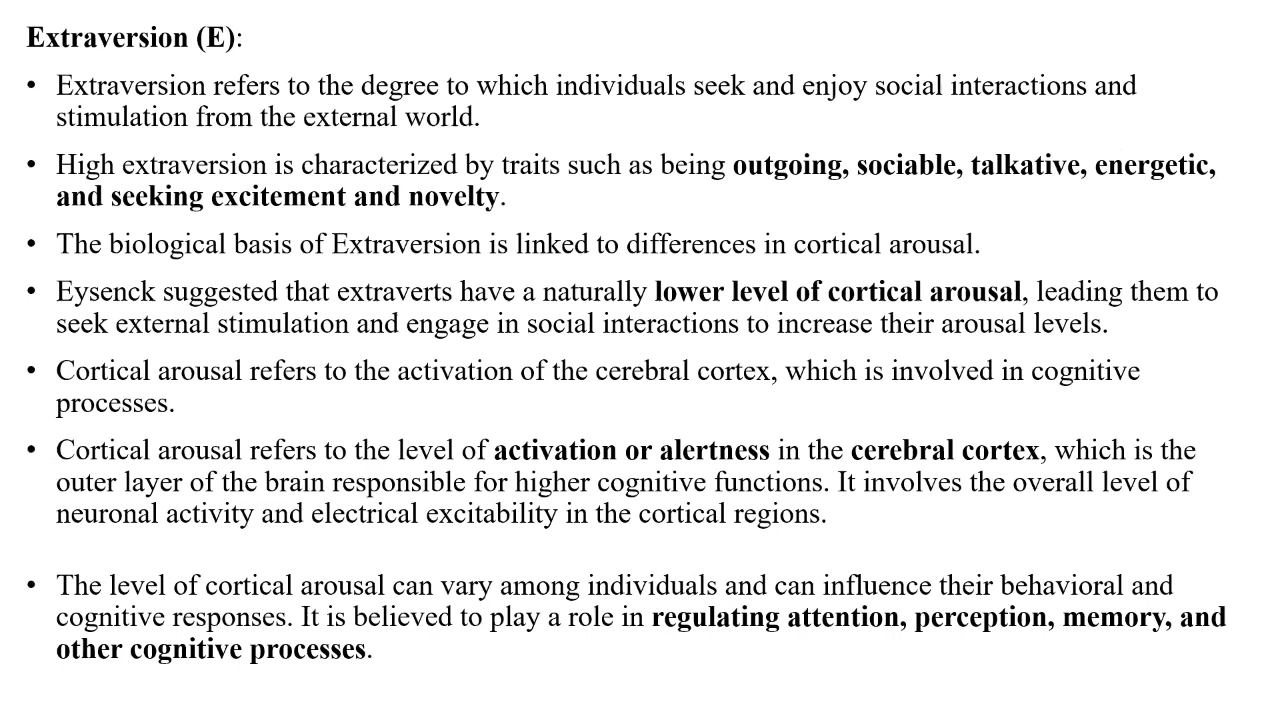 Extraversion (E):
• Extraversion refers to the degree to which individuals seek and enjoy social interactions and
stimulation from the external world.
• High extraversion is characterized by traits such as being outgoing, sociable, talkative, energetic,
and seeking excitement and novelty.
• The biological basis of Extraversion is linked to differences in cortical arousal.
• Eysenck suggested that extraverts have a naturally lower level of cortical arousal, leading them to
seek external stimulation and engage in social interactions to increase their arousal levels.
• Cortical arousal refers to the activation of the cerebral cortex, which is involved in cognitive
processes.
• Cortical arousal refers to the level of activation or alertness in the cerebral cortex, which is the
outer layer of the brain responsible for higher cognitive functions. It involves the overall level of
neuronal activity and electrical excitability in the cortical regions.
• The level of cortical arousal can vary among individuals and can influence their behavioral and
cognitive responses. It is believed to play a role in regulating attention, perception, memory, and
other cognitive processes.